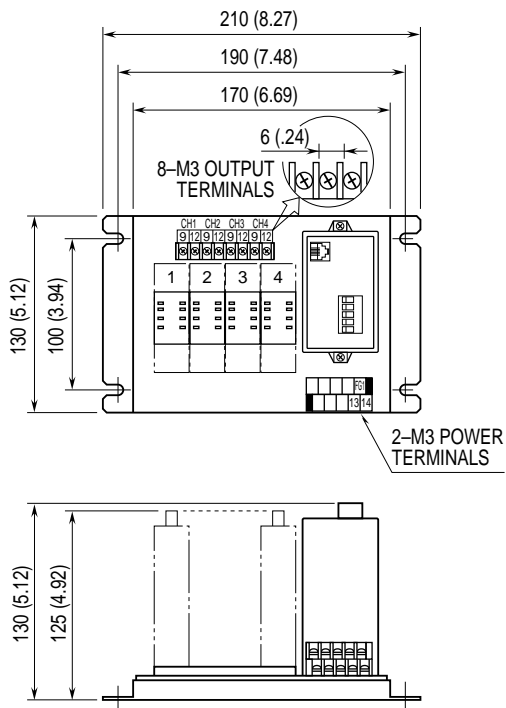 210 (8.27)
190 (7.48)
170 (6.69)
6 (.24)
8–M3 OUTPUT
TERMINALS
CH1 CH2 CH3 CH4
9 12 9 12 9 12 9 12
1 2 3 4
130 (5.12)
100 (3.94)
FG1
13 14
2–M3 POWER
TERMINALS
130 (5.12)
125 (4.92)